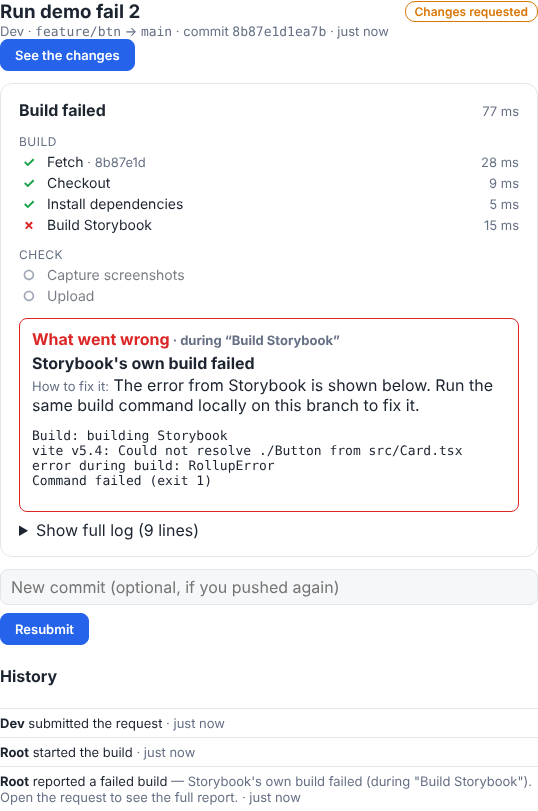 Run demo fail 2
Changes requested
Dev · feature/btn → main · commit 8b87e1d1ea7b · just now
See the changes
Build failed
77 ms
BUILD
Fetch · 8b87e1d
28 ms
Checkout
9 ms
Install dependencies
5 ms
Build Storybook
15 ms
CHECK
Capture screenshots
Upload
What went wrong · during “Build Storybook”
Storybook's own build failed
How to fix it: The error from Storybook is shown below. Run the
same build command locally on this branch to fix it.
Build: building Storybook
vite v5.4: Could not resolve ./Button from src/Card.tsx
error during build: RollupError
Command failed (exit 1)
Show full log (9 lines)
New commit (optional, if you pushed again)
Resubmit
History
Dev submitted the request · just now
Root started the build · just now
Root reported a failed build — Storybook's own build failed (during "Build Storybook").
Open the request to see the full report. · just now